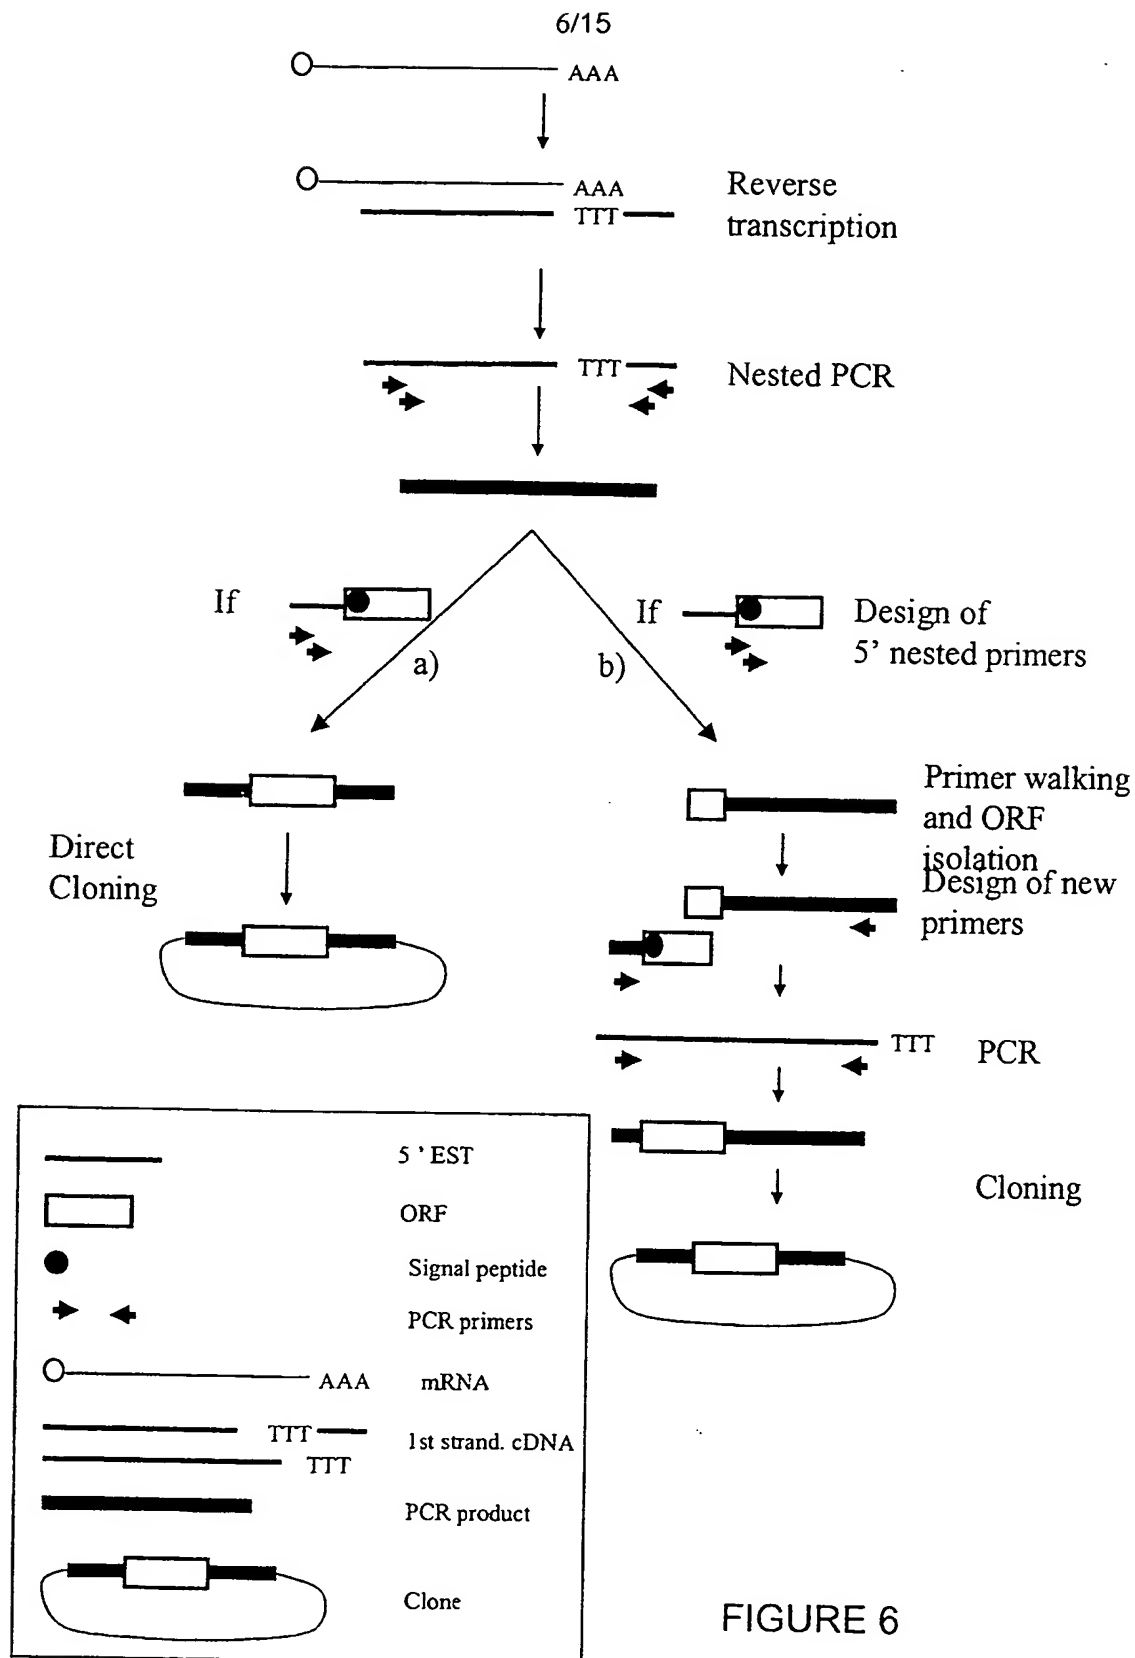 6/15
AAA
AAA
TTT
Reverse
transcription
TTT
Nested PCR
If
a)
If
b)
Design of
5' nested primers
Direct
Cloning
Primer walking
and ORF
isolation
Design of new
primers
TTT
PCR
Cloning
5 ' EST
ORF
Signal peptide
PCR primers
AAA
mRNA
TTT
1st strand. cDNA
TTT
PCR product
Clone
FIGURE 6